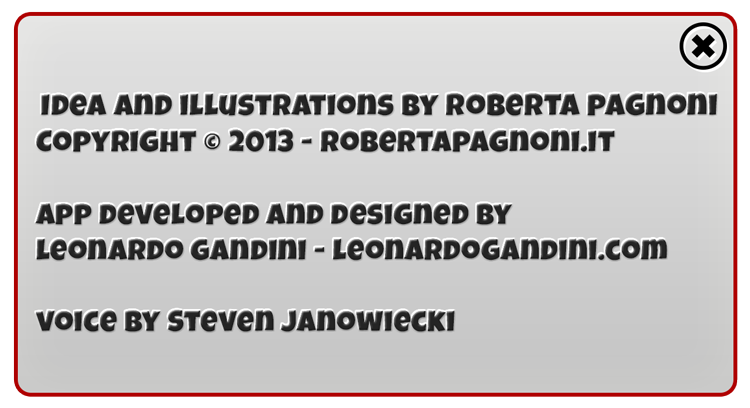 Idea and illustrations by Roberta Pagnoni
Copyright © 2013 - robertapagnoni.it
App developed and designed by
Leonardo Gandini - leonardogandini.com
Voice by Steven Janowiecki